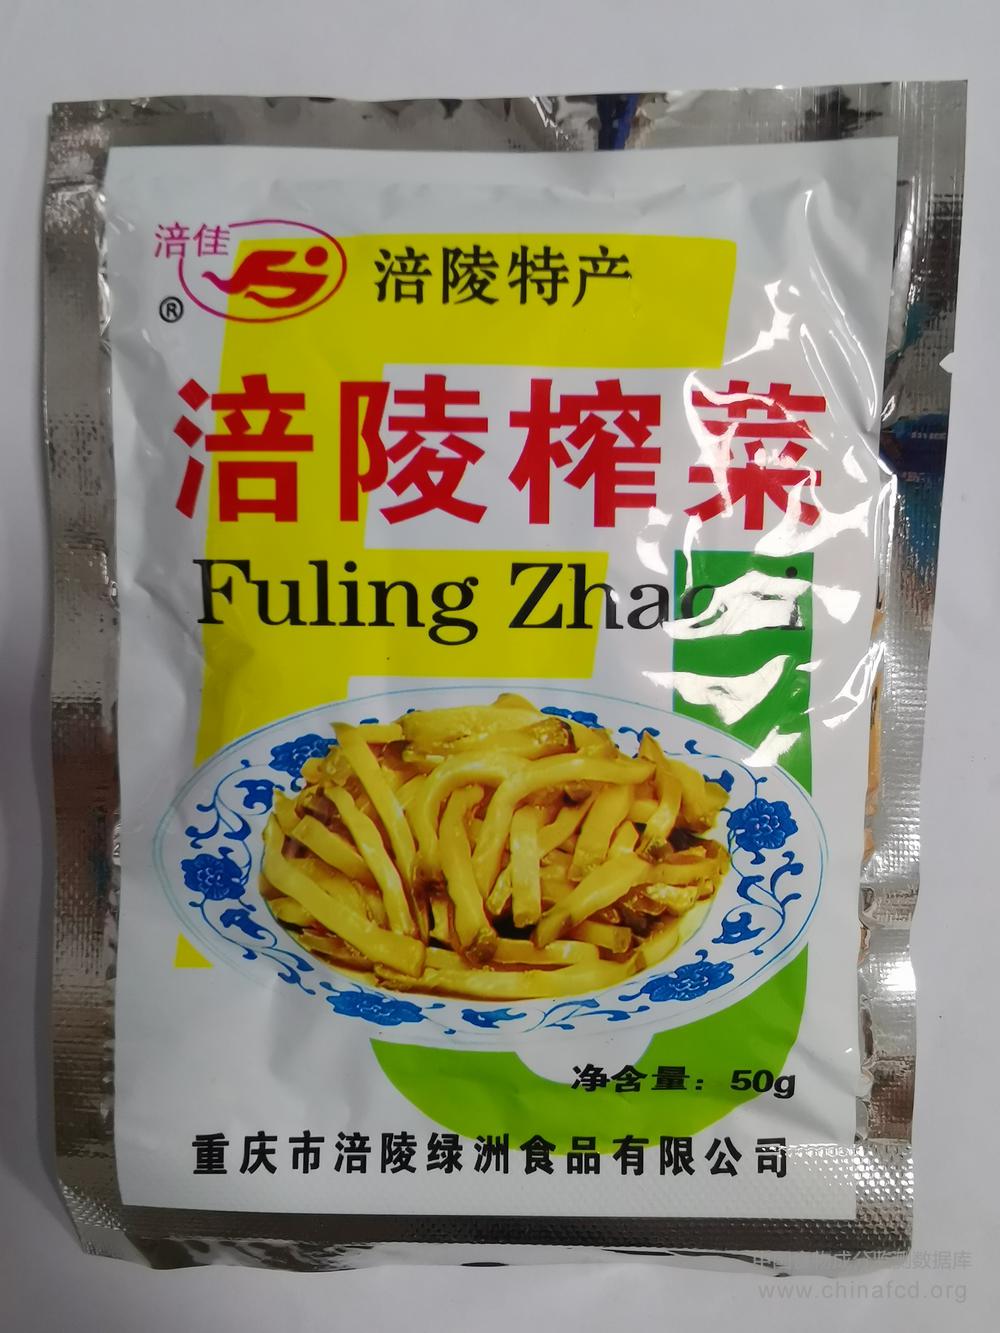 涪佳
®
涪陵特产
涪陵榨菜
Fuling
净含量：50g
重庆市涪陵绿洲食品有限公司
www.chinafcd.org